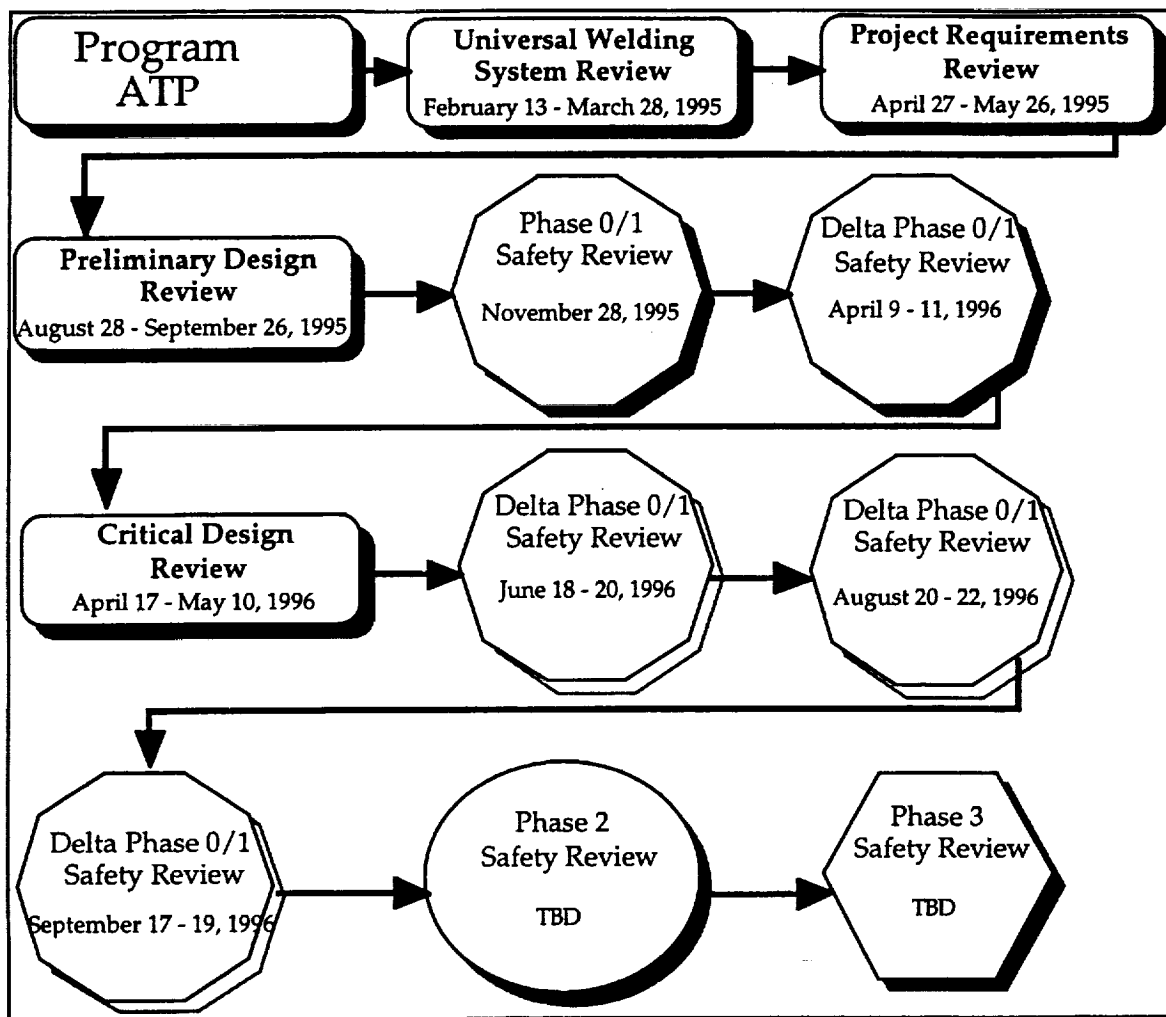 Program
ATP
Universal Welding
System Review
February 13 - March 28, 1995
Project Requirements
Review
April 27 - May 26, 1995
Preliminary Design
Review
August 28 - September 26, 1995
Phase 0/1
Safety Review
November 28, 1995
Delta Phase 0/1
Safety Review
April 9 - 11, 1996
Critical Design
Review
April 17 - May 10, 1996
Delta Phase 0/1
Safety Review
June 18 - 20, 1996
Delta Phase 0/1
Safety Review
August 20 - 22, 1996
Delta Phase 0/1
Safety Review
September 17 - 19, 1996
Phase 2
Safety Review
TBD
Phase 3
Safety Review
TBD